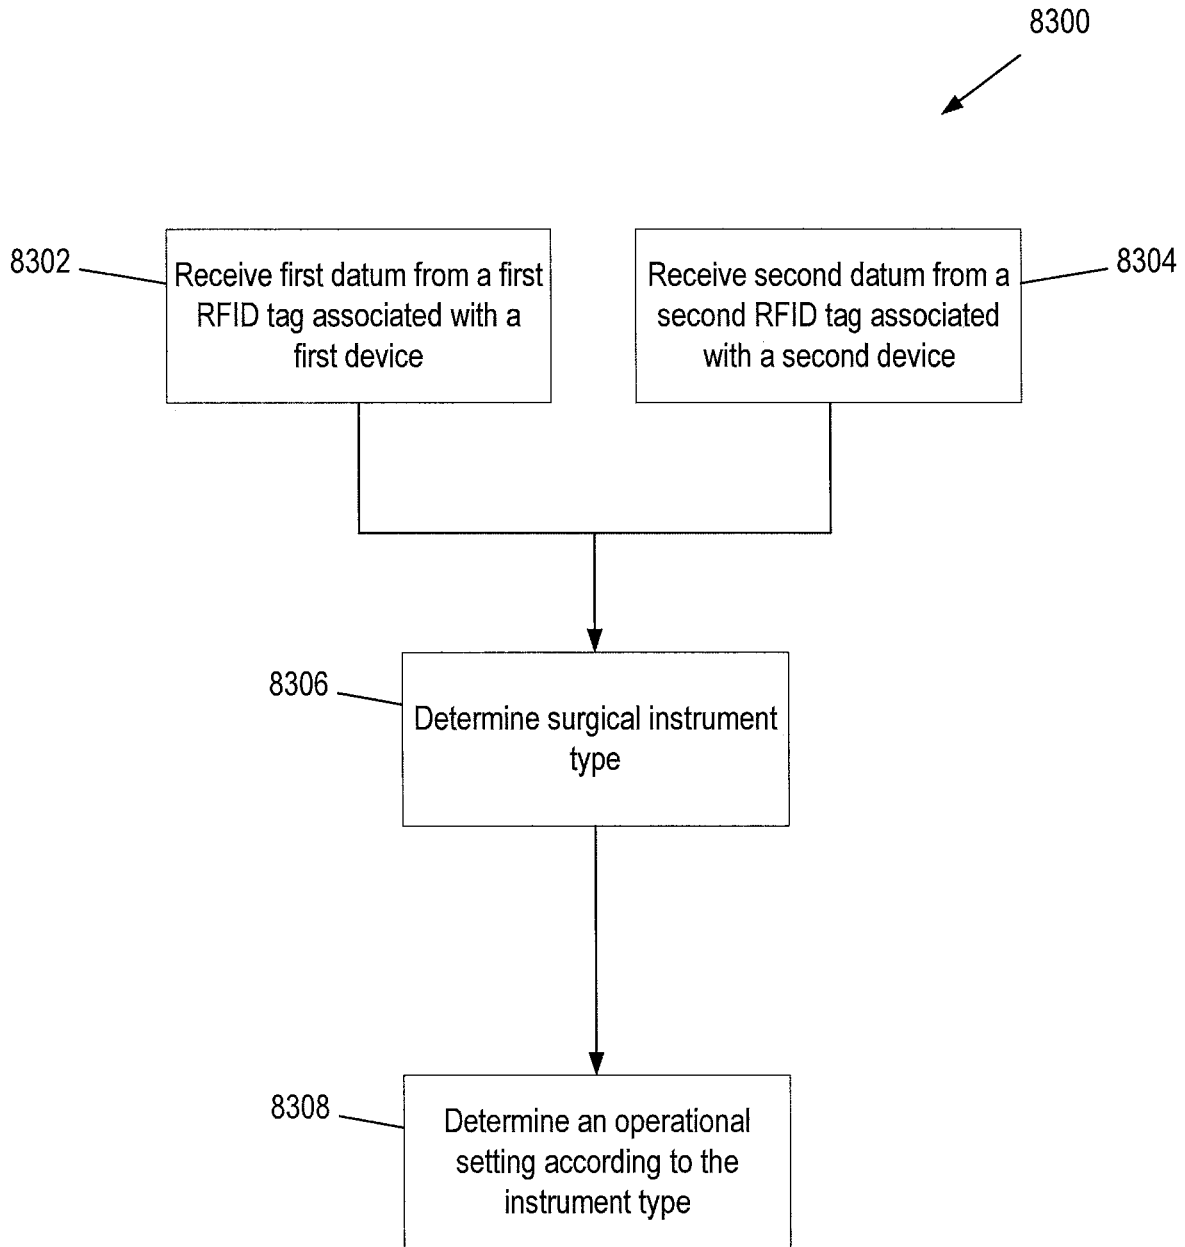 8300
8302
Receive first datum from a first
RFID tag associated with a
first device
Receive second datum from a
second RFID tag associated
with a second device
8304
8306
Determine surgical instrument
type
8308
Determine an operational
setting according to the
instrument type